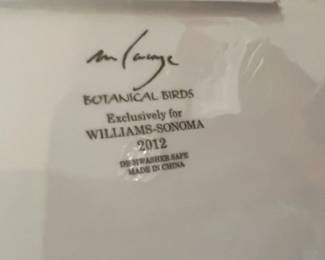 BOTANICAL BIRDS
Exclusively for
WILLIAMS-SONOMA
2012
DISHWASHER SAFE
MADE IN CHINA